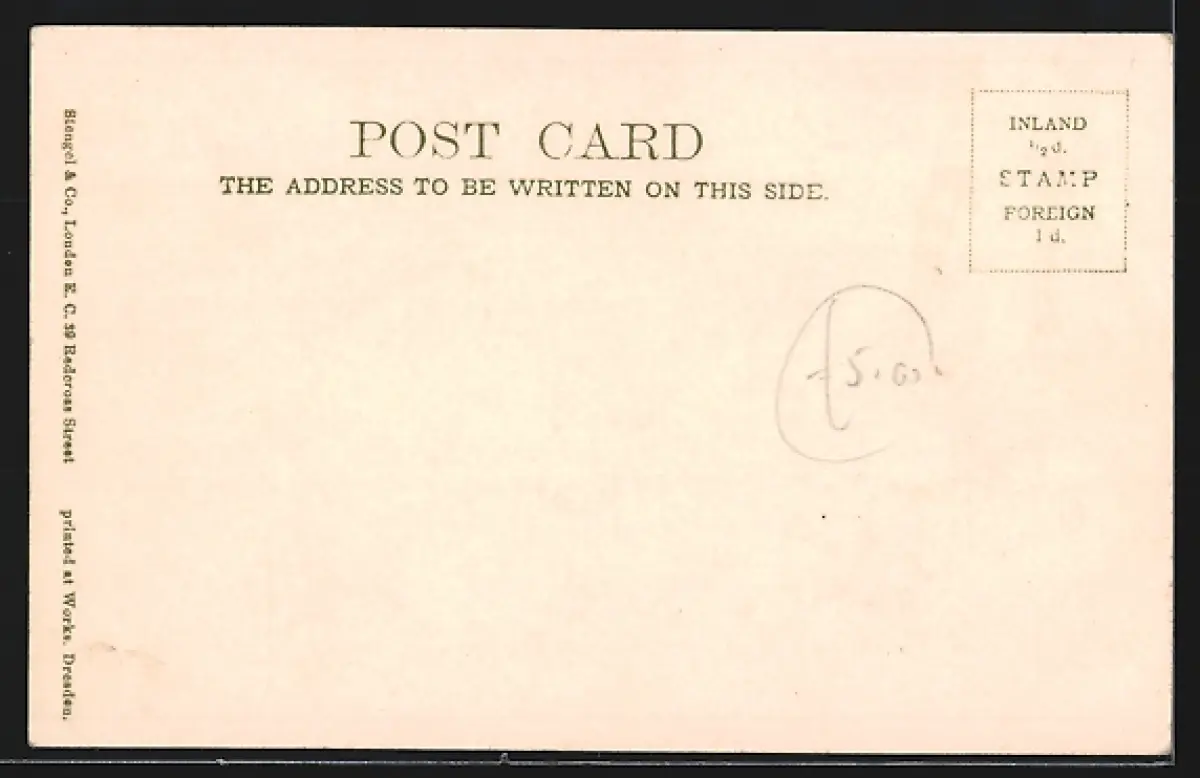 POST CARD
THE ADDRESS TO BE WRITTEN ON THIS SIDE.
INLAND
½ d.
STAMP
FOREIGN
1 d.
Stengel & Co., London E. C. 39 Redcross Street printed at Works. Dresden.